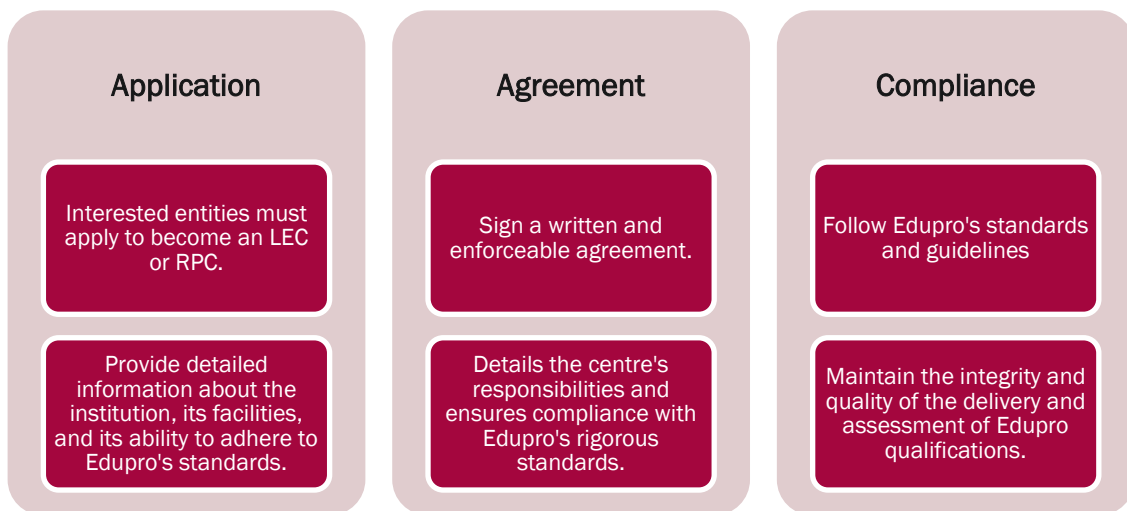 Application
Interested entities must
apply to become an LEC
or RPC.
Provide detailed
information about the
institution, its facilities,
and its ability to adhere to
Edupro's standards.
Agreement
Sign a written and
enforceable agreement.
Details the centre's
responsibilities and
ensures compliance with
Edupro's rigorous
standards.
Compliance
Follow Edupro's standards
and guidelines
Maintain the integrity and
quality of the delivery and
assessment of Edupro
qualifications.